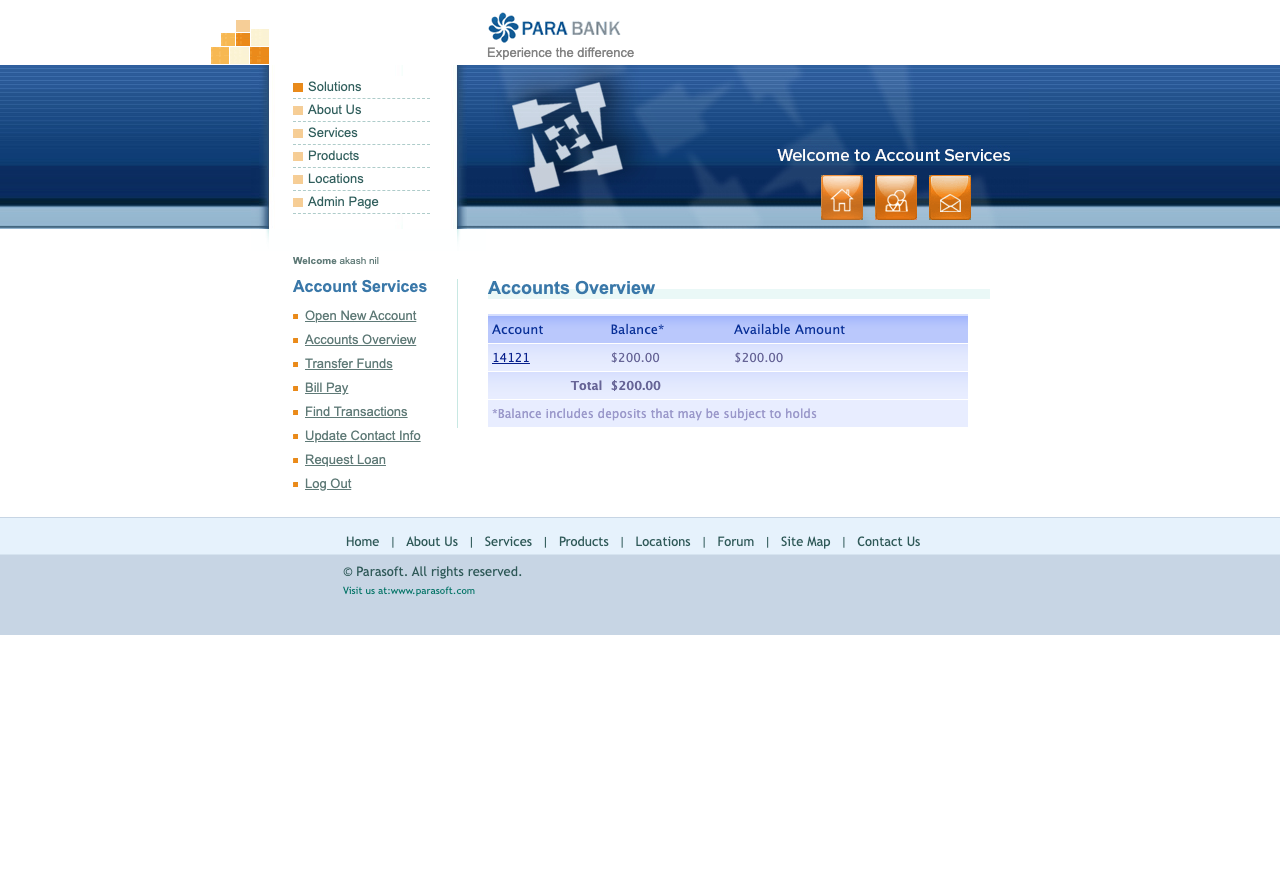 PARA BANK
Experience the difference
Solutions
About Us
Services
Products
Locations
Admin Page
Welcome to Account Services
Welcome akash nil
Account Services
Open New Account
Accounts Overview
Transfer Funds
Bill Pay
Find Transactions
Update Contact Info
Request Loan
Log Out
Accounts Overview
Account Balance* Available Amount
14121 $200.00 $200.00
Total $200.00
*Balance includes deposits that may be subject to holds
Home | About Us | Services | Products | Locations | Forum | Site Map | Contact Us
© Parasoft. All rights reserved.
Visit us at:www.parasoft.com